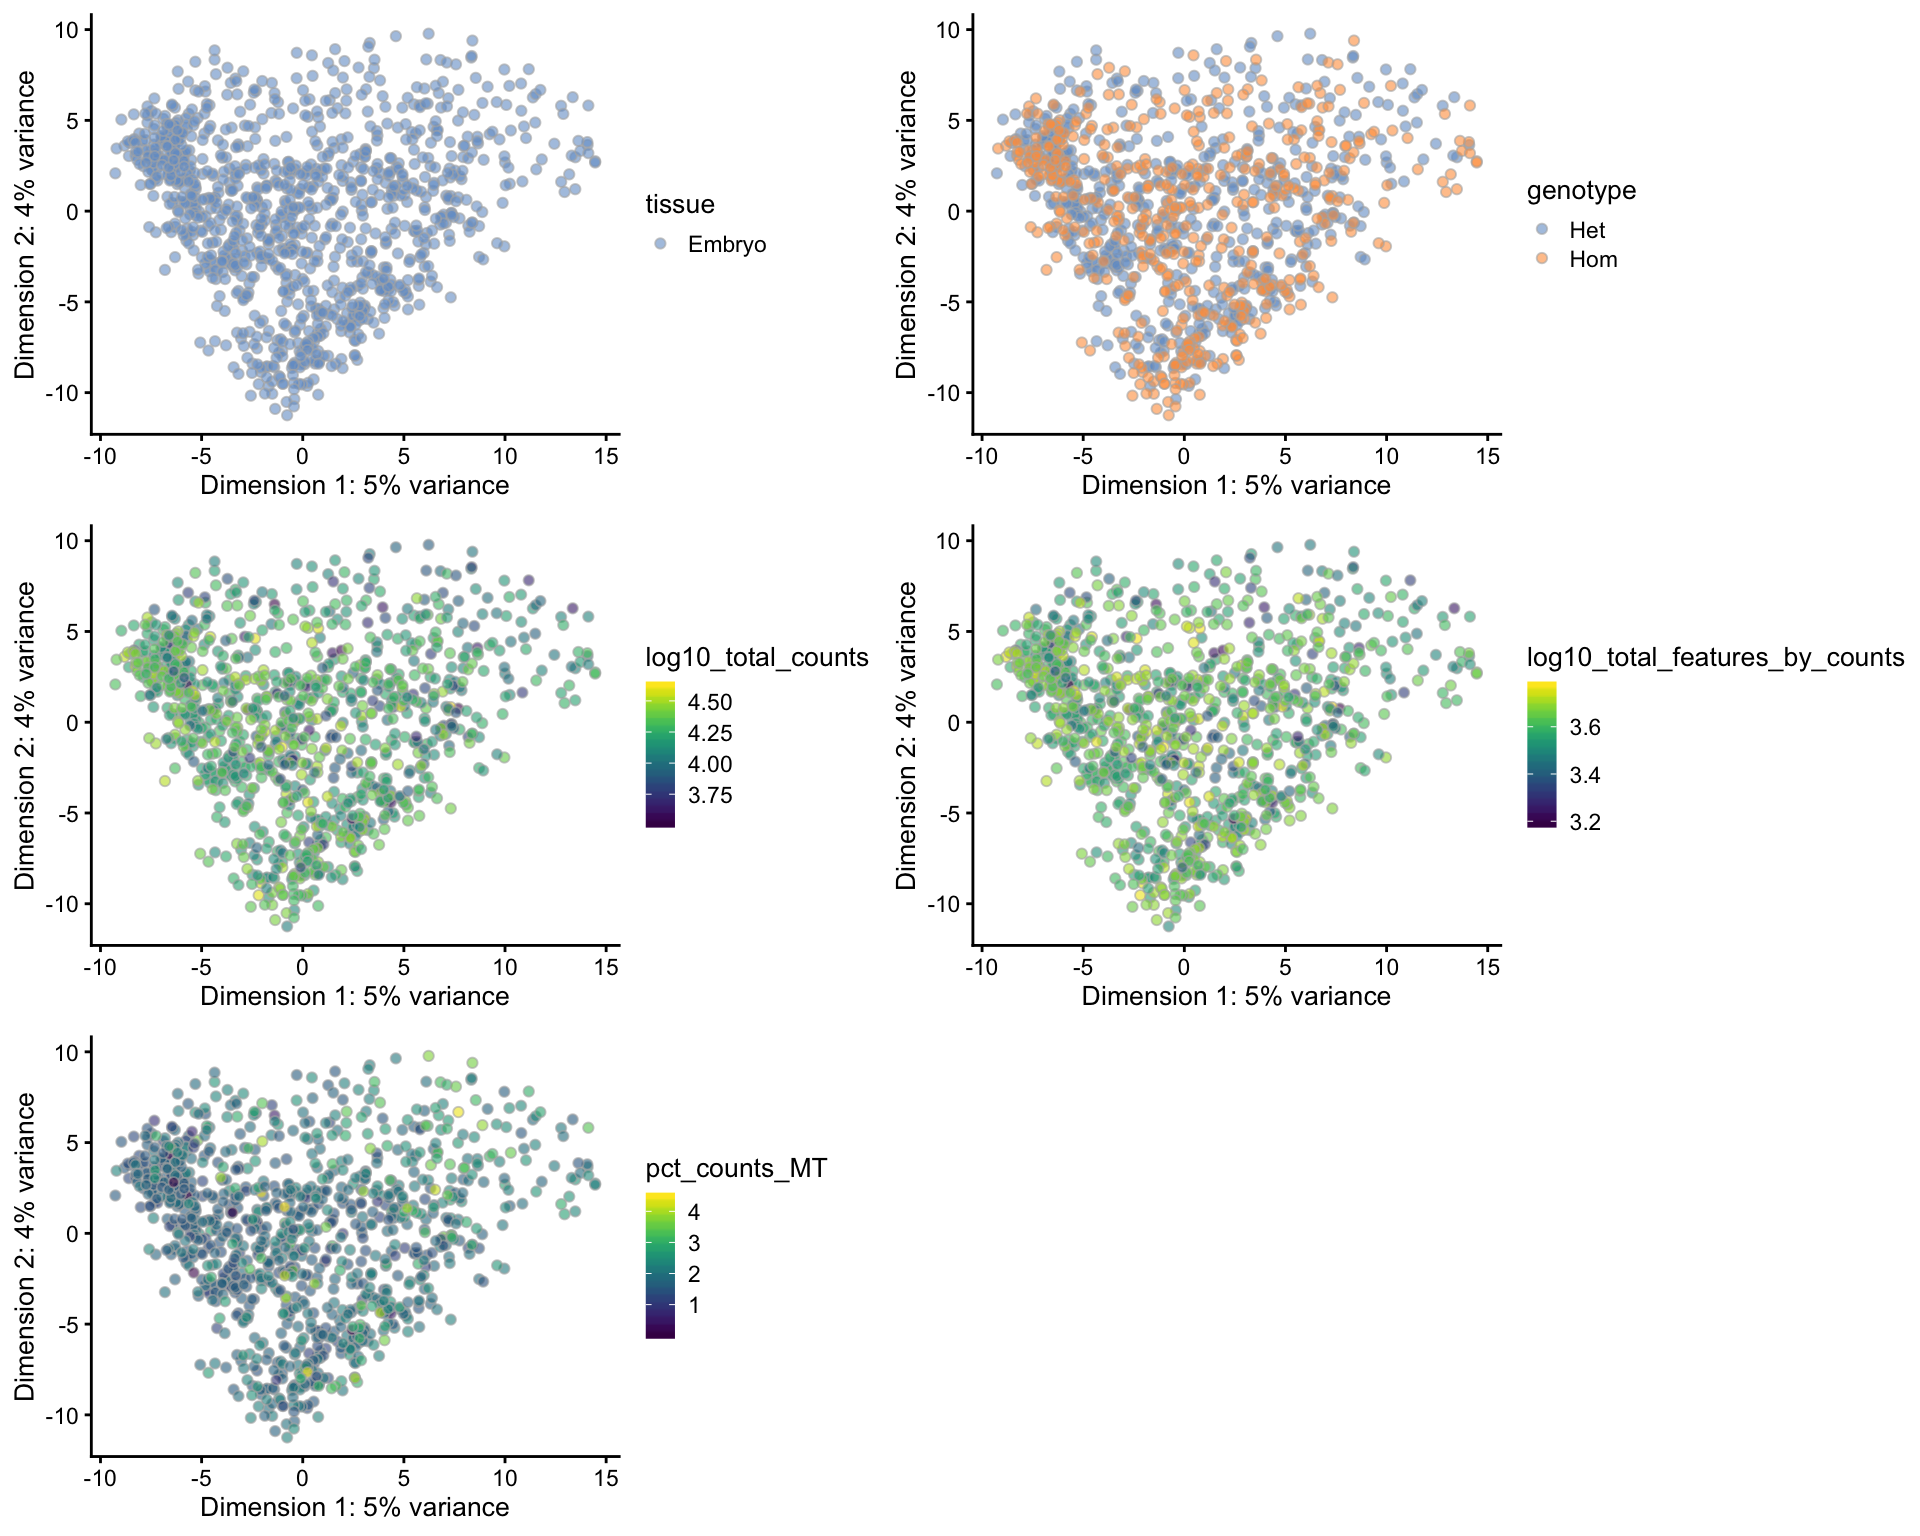 10
5
0
-5
-10
Dimension 2: 4% variance
-10 -5 0 5 10 15
Dimension 1: 5% variance
tissue
Embryo
10
5
0
-5
-10
Dimension 2: 4% variance
-10 -5 0 5 10 15
Dimension 1: 5% variance
genotype
Het
Hom
10
5
0
-5
-10
Dimension 2: 4% variance
-10 -5 0 5 10 15
Dimension 1: 5% variance
log10_total_counts
4.50
4.25
4.00
3.75
10
5
0
-5
-10
Dimension 2: 4% variance
-10 -5 0 5 10 15
Dimension 1: 5% variance
log10_total_features_by_counts
3.6
3.4
3.2
10
5
0
-5
-10
Dimension 2: 4% variance
-10 -5 0 5 10 15
Dimension 1: 5% variance
pct_counts_MT
4
3
2
1